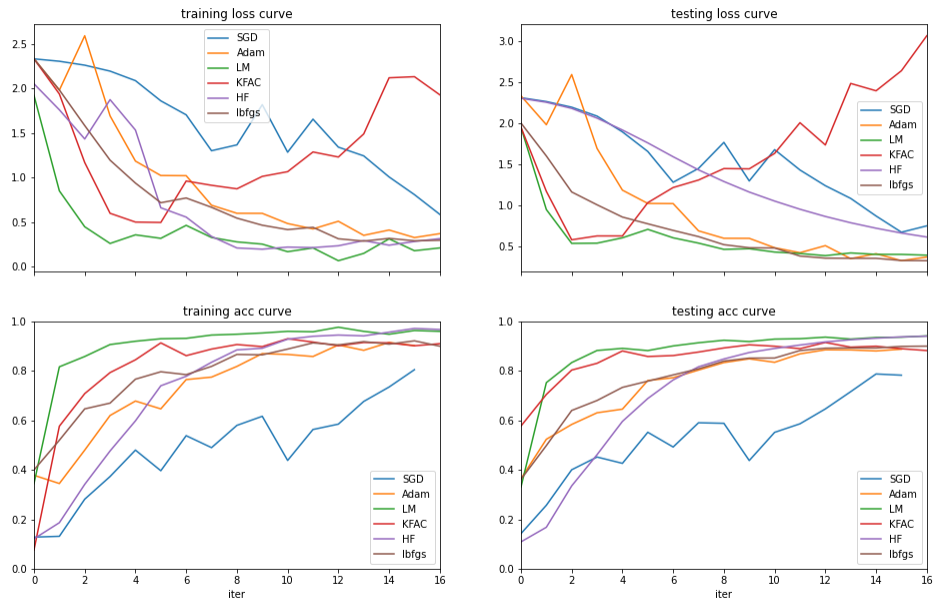 training loss curve
2.5
2.0
1.5
1.0
0.5
0.0
SGD
Adam
LM
KFAC
HF
lbfgs
testing loss curve
3.0
2.5
2.0
1.5
1.0
0.5
SGD
Adam
LM
KFAC
HF
lbfgs
training acc curve
1.0
0.8
0.6
0.4
0.2
0.0
0 2 4 6 8 10 12 14 16
iter
SGD
Adam
LM
KFAC
HF
lbfgs
testing acc curve
1.0
0.8
0.6
0.4
0.2
0.0
0 2 4 6 8 10 12 14 16
iter
SGD
Adam
LM
KFAC
HF
lbfgs